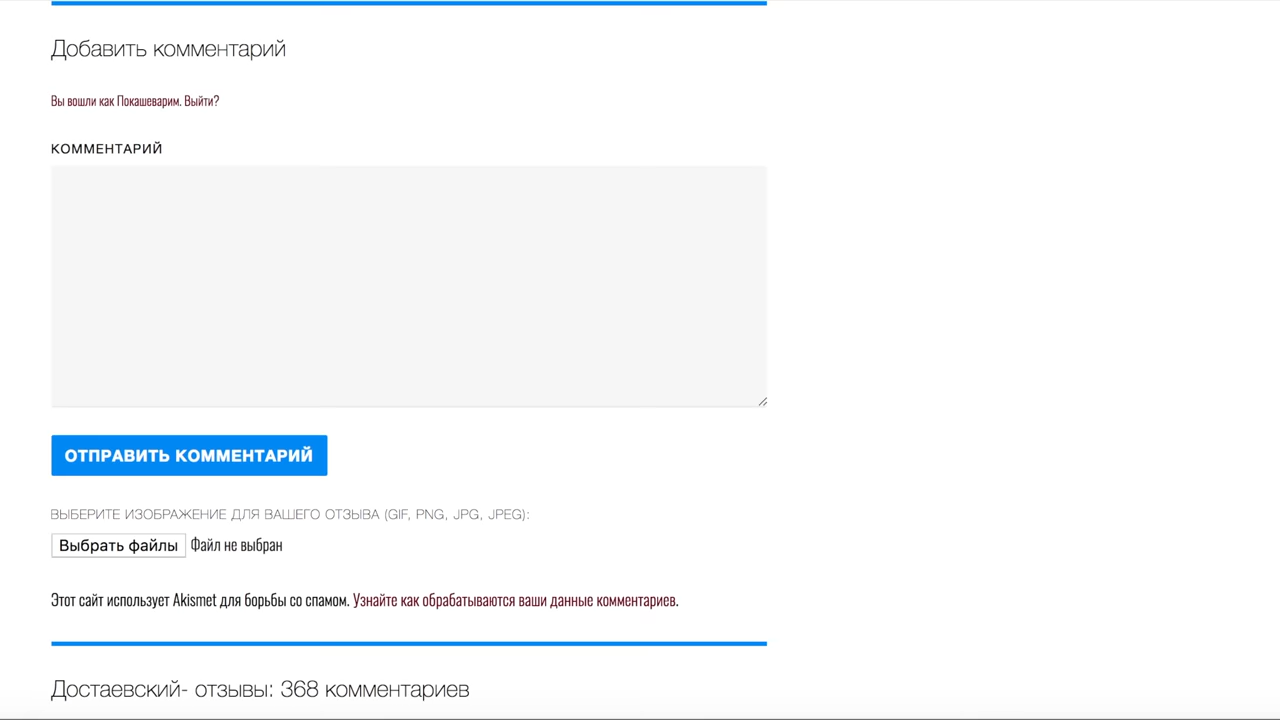 Добавить комментарий
Вы вошли как Покашеварим. Выйти?
КОММЕНТАРИЙ
ОТПРАВИТЬ КОММЕНТАРИЙ
ВЫБЕРИТЕ ИЗОБРАЖЕНИЕ ДЛЯ ВАШЕГО ОТЗЫВА (GIF, PNG, JPG, JPEG):
Выбрать файлы Файл не выбран
Этот сайт использует Akismet для борьбы со спамом. Узнайте как обрабатываются ваши данные комментариев.
Достаевский- отзывы: 368 комментариев